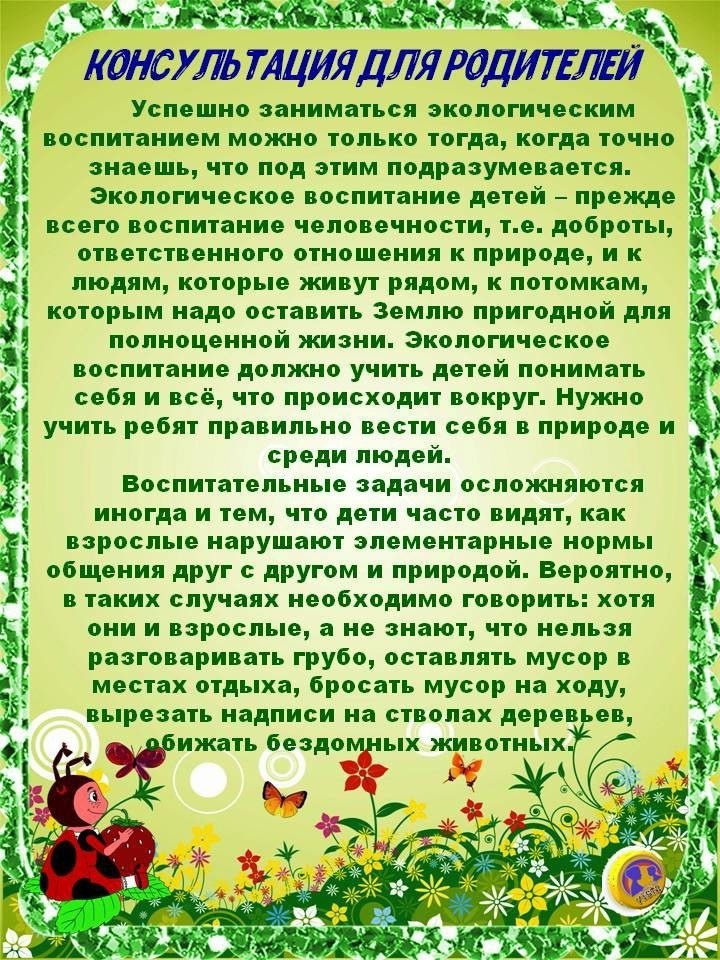 КОНСУЛЬТАЦИЯ ДЛЯ РОДИТЕЛЕЙ
Успешно заниматься экологическим
воспитанием можно только тогда, когда точно
знаешь, что под этим подразумевается.
Экологическое воспитание детей – прежде
всего воспитание человечности, т.е. доброты,
ответственного отношения к природе, и к
людям, которые живут рядом, к потомкам,
которым надо оставить Землю пригодной для
полноценной жизни. Экологическое
воспитание должно учить детей понимать
себя и всё, что происходит вокруг. Нужно
учить ребят правильно вести себя в природе и
среди людей.
Воспитательные задачи осложняются
иногда и тем, что дети часто видят, как
взрослые нарушают элементарные нормы
общения друг с другом и природой. Вероятно,
в таких случаях необходимо говорить: хотя
они и взрослые, а не знают, что нельзя
разговаривать грубо, оставлять мусор в
местах отдыха, бросать мусор на ходу,
вырезать надписи на стволах деревьев,
обижать бездомных животных.